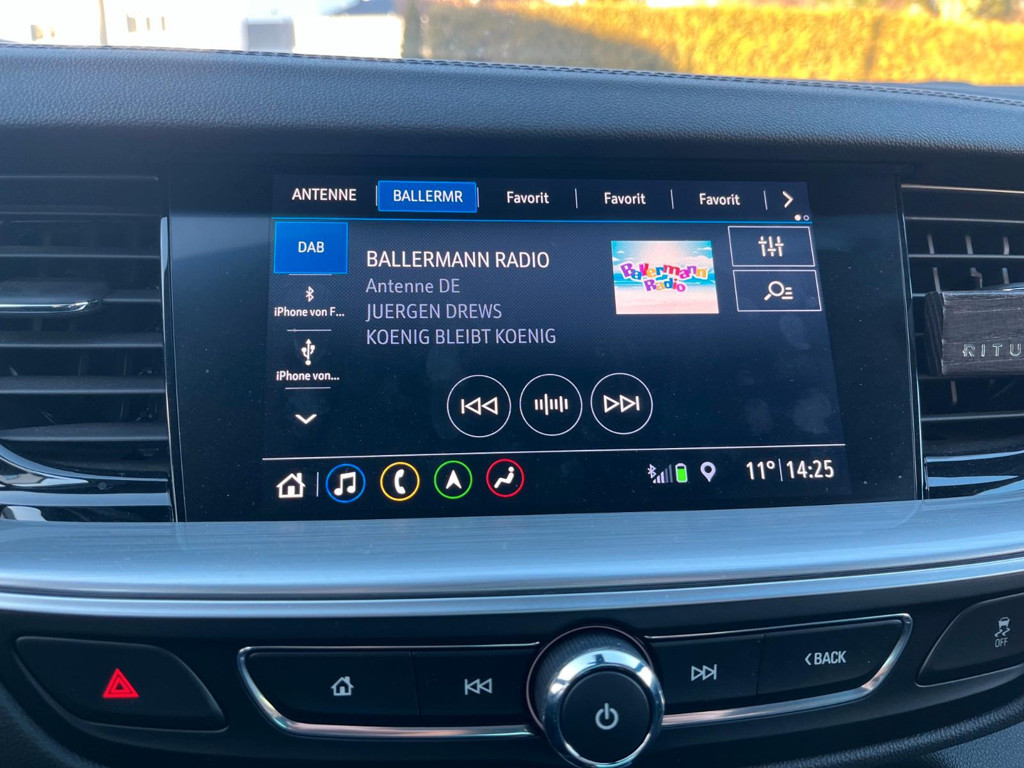 ANTENNE BALLERMR Favorit Favorit Favorit
DAB
BALLERMANN RADIO
Antenne DE
JUERGEN DREWS
KOENIG BLEIBT KOENIG
Ballermann
Radio
iPhone von F...
iPhone von...
11° 14:25
RITU
BACK
OFF